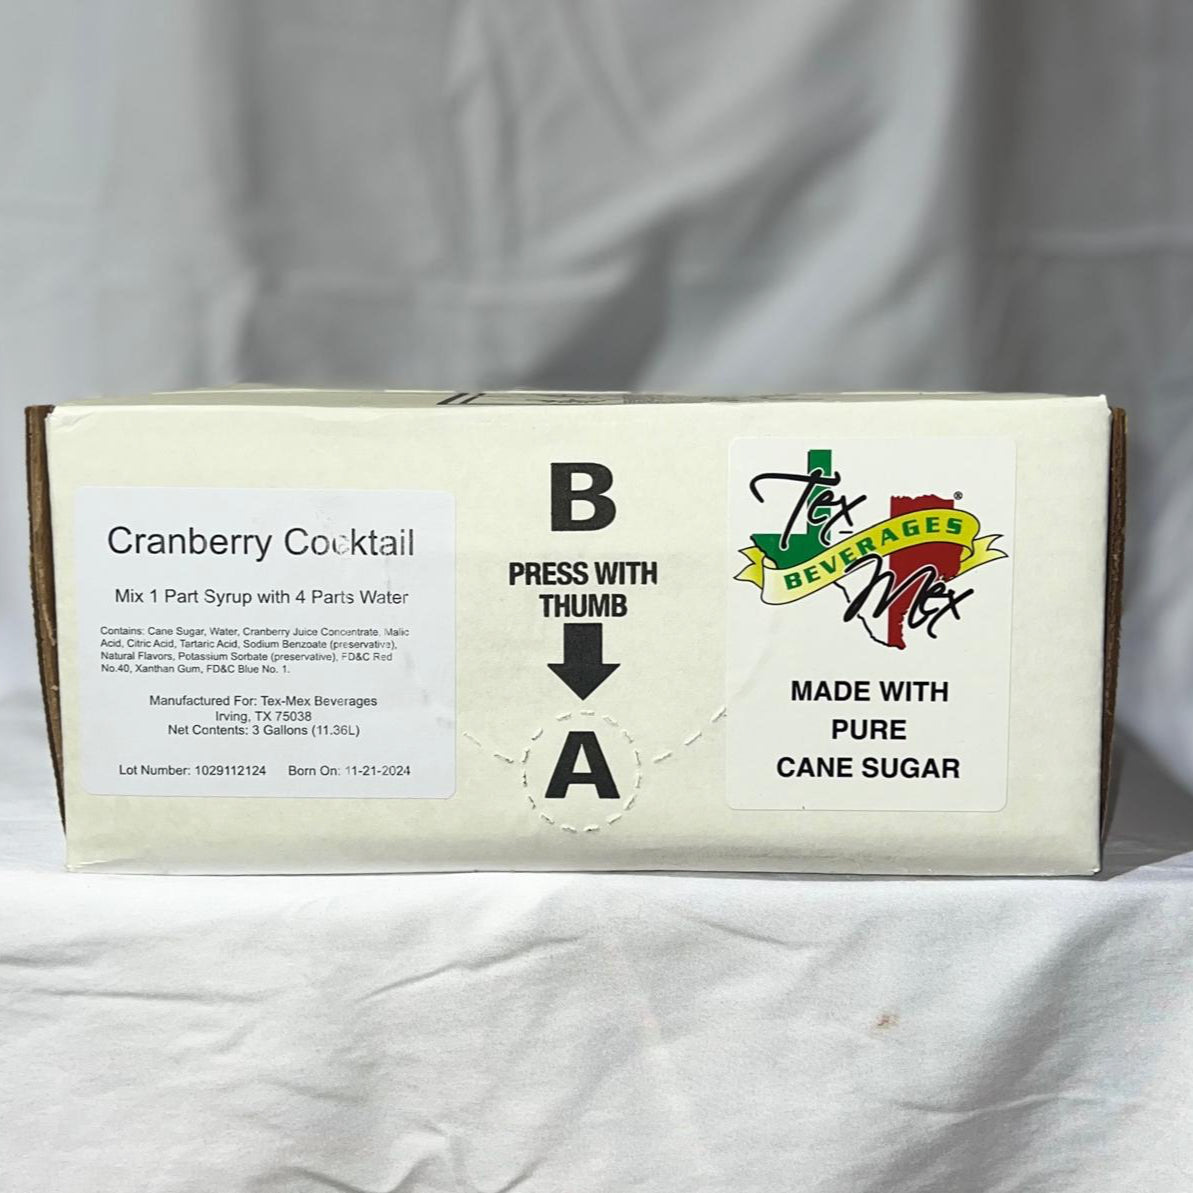 Cranberry Cocktail
Mix 1 Part Syrup with 4 Parts Water
Contains: Cane Sugar, Water, Cranberry Juice Concentrate, Malic
Acid, Citric Acid, Tartaric Acid, Sodium Benzoate (preservative),
Natural Flavors, Potassium Sorbate (preservative), FD&C Red
No.40, Xanthan Gum, FD&C Blue No. 1.
Manufactured For: Tex-Mex Beverages
Irving, TX 75038
Net Contents: 3 Gallons (11.36L)
Lot Number: 1029112124 Born On: 11-21-2024
B
PRESS WITH
THUMB
A
Tex
®
BEVERAGES
Mex
MADE WITH
PURE
CANE SUGAR